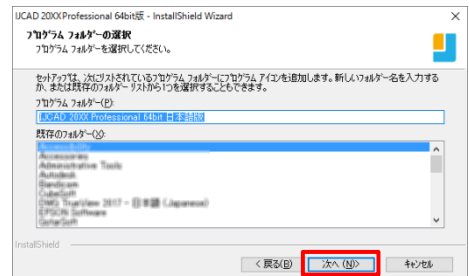 IJCAD 20XX Professional 64bit版 - InstallShield Wizard
プログラム フォルダーの選択
プログラム フォルダーを選択してください。
セットアップは、次にリストされているプログラム フォルダーにプログラム アイコンを追加します。新しいフォルダー名を入力する
か、または既存のフォルダー リストから1つを選択することもできます。
プログラム フォルダー(P):
IJCAD 20XX Professional 64bit 日本語版
既存のフォルダー(X):
Accessibility
Accessories
Administrative Tools
Autodesk
Bandicam
CubeSoft
DWG TrueView 2017 - 日本語 (Japanese)
EPSON Software
InstallShield
< 戻る(B)
次へ (N)>
キャンセル